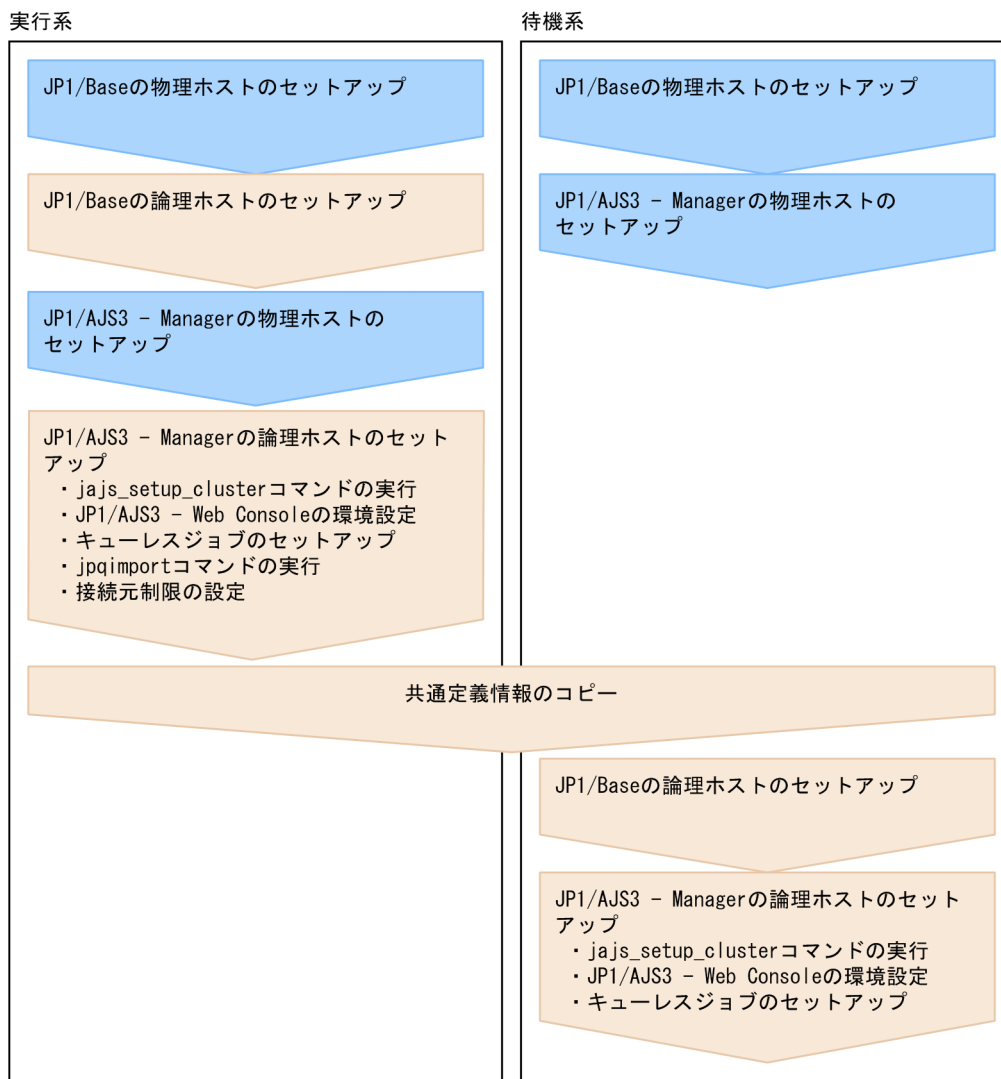 実行系
JP1/Baseの物理ホストのセットアップ
JP1/Baseの論理ホストのセットアップ
JP1/AJS3 - Managerの物理ホストの
セットアップ
JP1/AJS3 - Managerの論理ホストのセット
アップ
・jajs_setup_clusterコマンドの実行
・JP1/AJS3 - Web Consoleの環境設定
・キューレスジョブのセットアップ
・jpqimportコマンドの実行
・接続元制限の設定
待機系
JP1/Baseの物理ホストのセットアップ
JP1/AJS3 - Managerの物理ホストの
セットアップ
共通定義情報のコピー
JP1/Baseの論理ホストのセットアップ
JP1/AJS3 - Managerの論理ホストのセット
アップ
・jajs_setup_clusterコマンドの実行
・JP1/AJS3 - Web Consoleの環境設定
・キューレスジョブのセットアップ